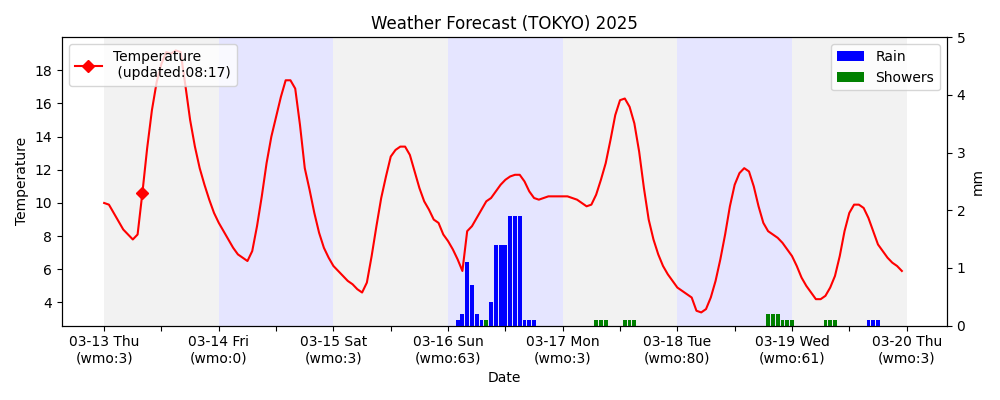 Weather Forecast (TOKYO) 2025
Temperature
(updated:08:17)
Rain
Showers
Temperature
18
16
14
12
10
8
6
4
5
4
3
2
1
0
mm
03-13 Thu
(wmo:3)
03-14 Fri
(wmo:0)
03-15 Sat
(wmo:3)
03-16 Sun
(wmo:63)
03-17 Mon
(wmo:3)
03-18 Tue
(wmo:80)
03-19 Wed
(wmo:61)
03-20 Thu
(wmo:3)
Date